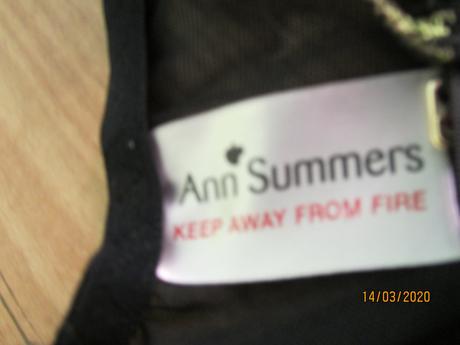 Ann Summers
KEEP AWAY FROM FIRE
14/03/2020